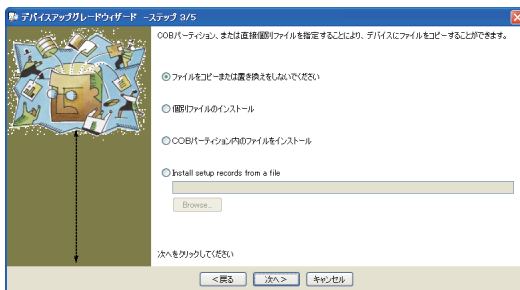 デバイスアップグレードウィザード -ステップ 3/5
COBパーティション、または直接個別ファイルを指定することにより、デバイスにファイルをコピーすることができます。
ファイルをコピーまたは置き換えをしないでください
個別ファイルのインストール
COBパーティション内のファイルをインストール
Install setup records from a file
Browse...
次へをクリックしてください
<戻る
次へ>
キャンセル